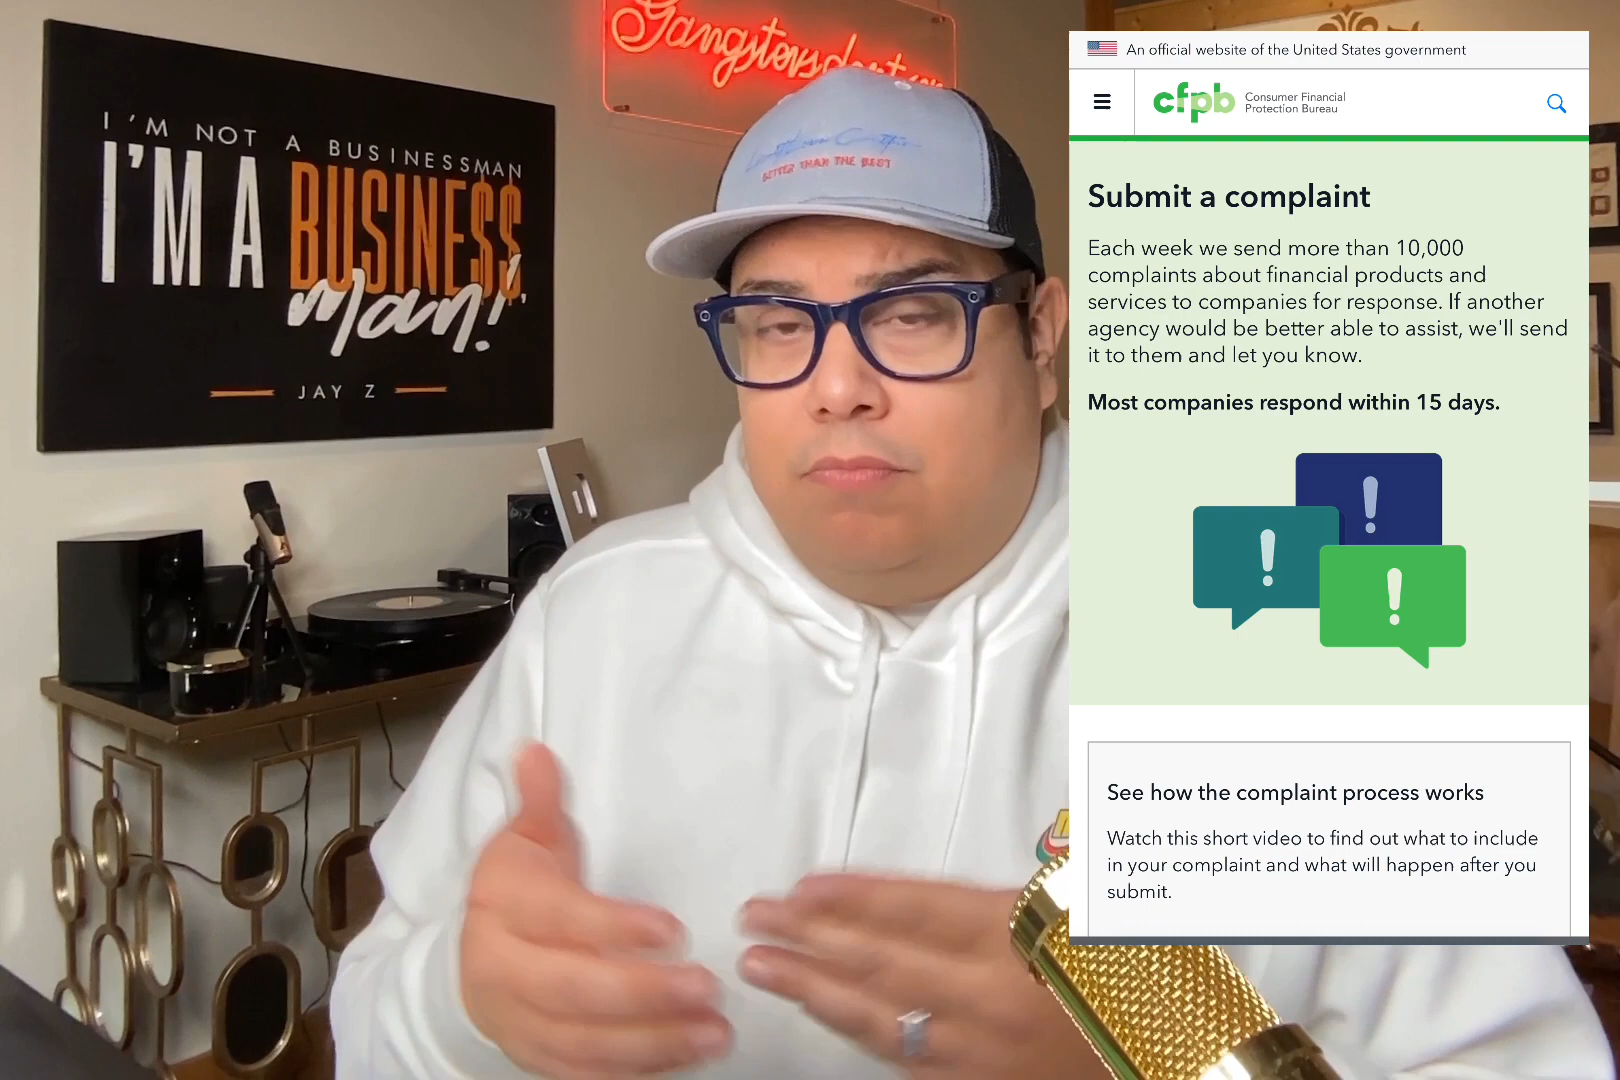 I'M NOT A BUSINESSMAN
I'M A BUSINE$$
man!
JAY Z
Gangsters don't
BETTER THAN THE BEST
An official website of the United States government
cfpb Consumer Financial
Protection Bureau
Submit a complaint
Each week we send more than 10,000
complaints about financial products and
services to companies for response. If another
agency would be better able to assist, we'll send
it to them and let you know.
Most companies respond within 15 days.
See how the complaint process works
Watch this short video to find out what to include
in your complaint and what will happen after you
submit.